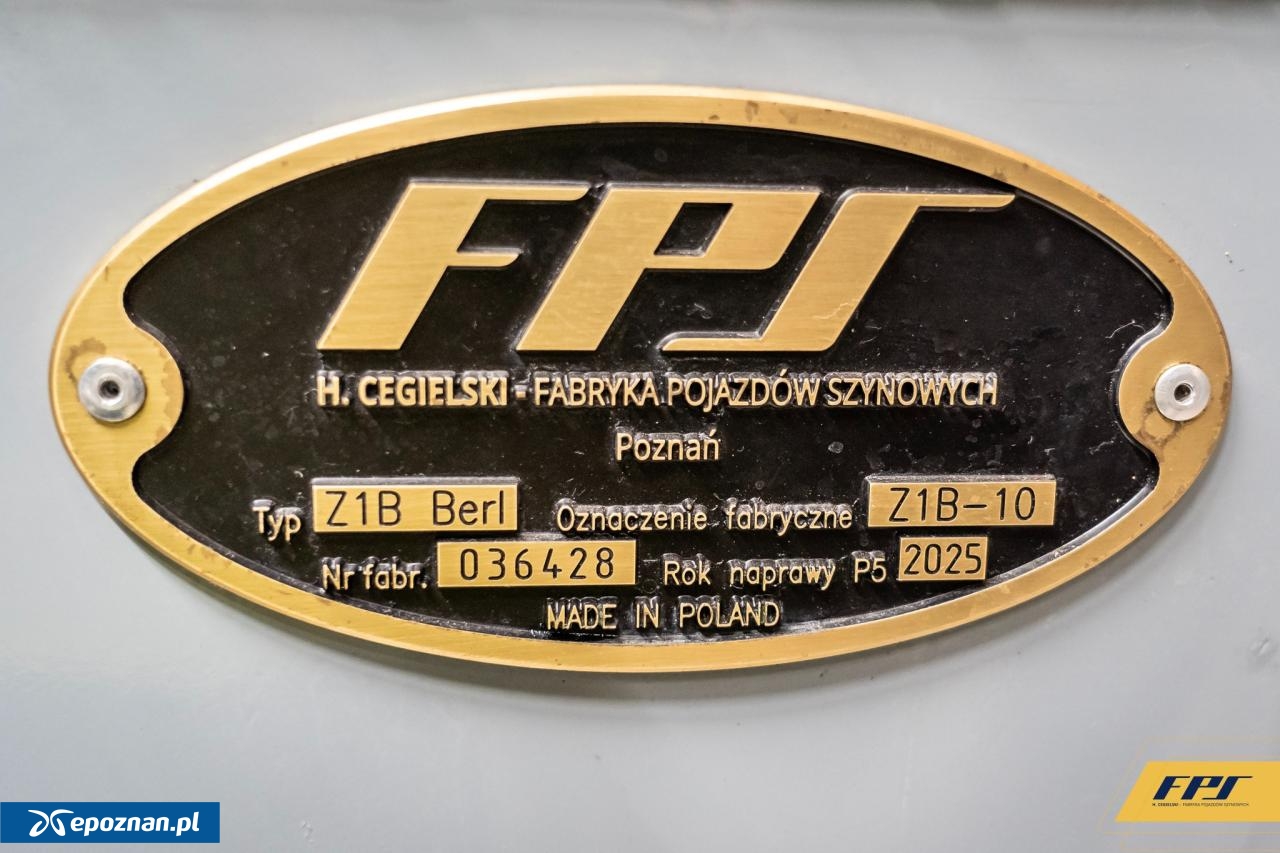 FPS
H. CEGIELSKI - FABRYKA POJAZDÓW SZYNOWYCH
Poznań
Typ Z1B Berl Oznaczenie fabryczne Z1B-10
Nr fabr. 036428 Rok naprawy P5 2025
MADE IN POLAND
epoznan.pl
FPS
H. CEGIELSKI - FABRYKA POJAZDÓW SZYNOWYCH